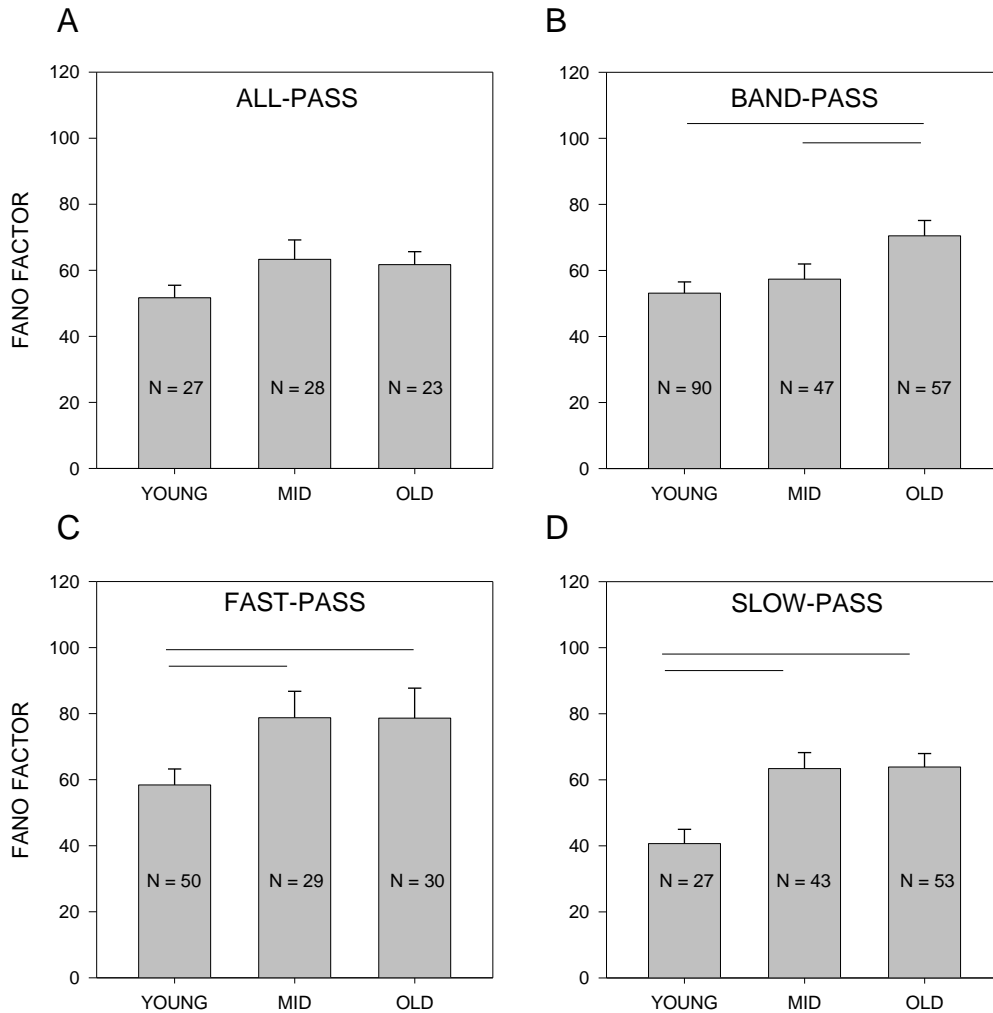 A
B
ALL-PASS
BAND-PASS
FANO FACTOR
120
100
80
60
40
20
0
N = 27
N = 28
N = 23
YOUNG
MID
OLD
120
100
80
60
40
20
0
N = 90
N = 47
N = 57
YOUNG
MID
OLD
C
D
FAST-PASS
SLOW-PASS
FANO FACTOR
120
100
80
60
40
20
0
N = 50
N = 29
N = 30
YOUNG
MID
OLD
120
100
80
60
40
20
0
N = 27
N = 43
N = 53
YOUNG
MID
OLD